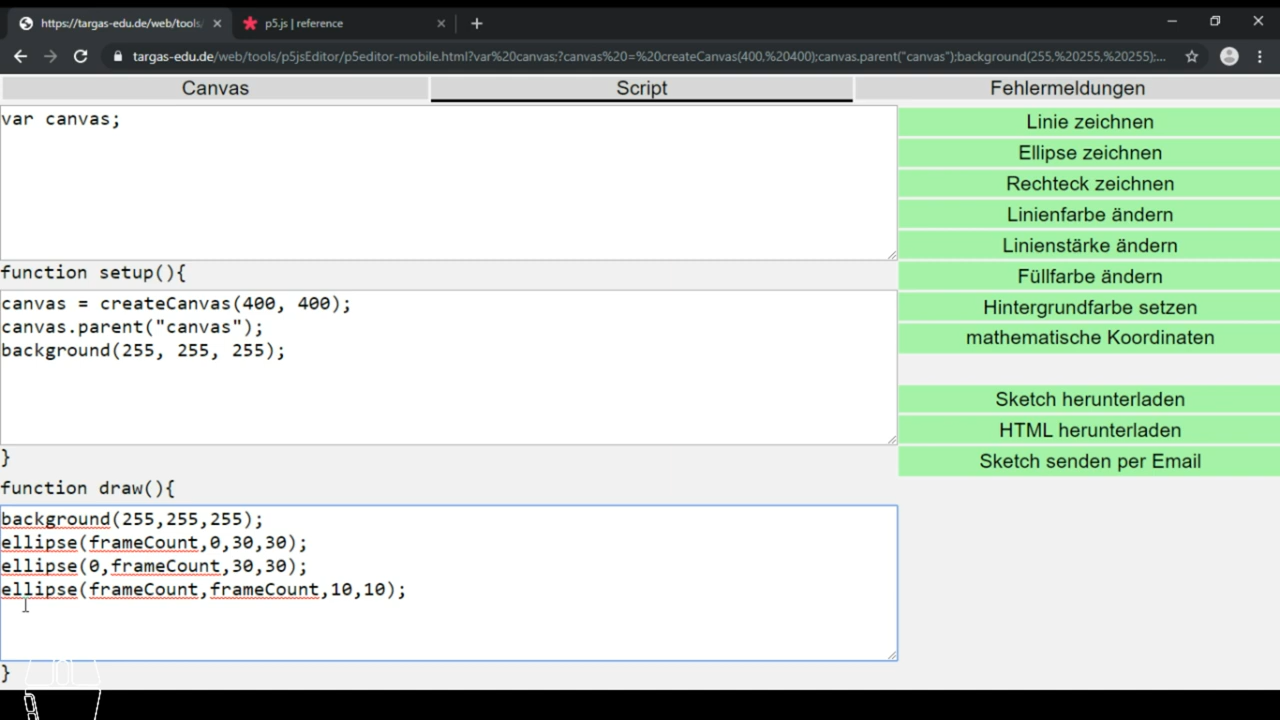 https://targas-edu.de/web/tools/
p5.js | reference
targas-edu.de/web/tools/p5jsEditor/p5editor-mobile.html?var%20canvas;?canvas%20=%20createCanvas(400,%20400);canvas.parent("canvas");background(255,%20255,%20255);...
Canvas
Script
Fehlermeldungen
var canvas;
function setup(){
canvas = createCanvas(400, 400);
canvas.parent("canvas");
background(255, 255, 255);
}
function draw(){
background(255,255,255);
ellipse(frameCount,0,30,30);
ellipse(0,frameCount,30,30);
ellipse(frameCount,frameCount,10,10);
}
Linie zeichnen
Ellipse zeichnen
Rechteck zeichnen
Linienfarbe ändern
Linienstärke ändern
Füllfarbe ändern
Hintergrundfarbe setzen
mathematische Koordinaten
Sketch herunterladen
HTML herunterladen
Sketch senden per Email